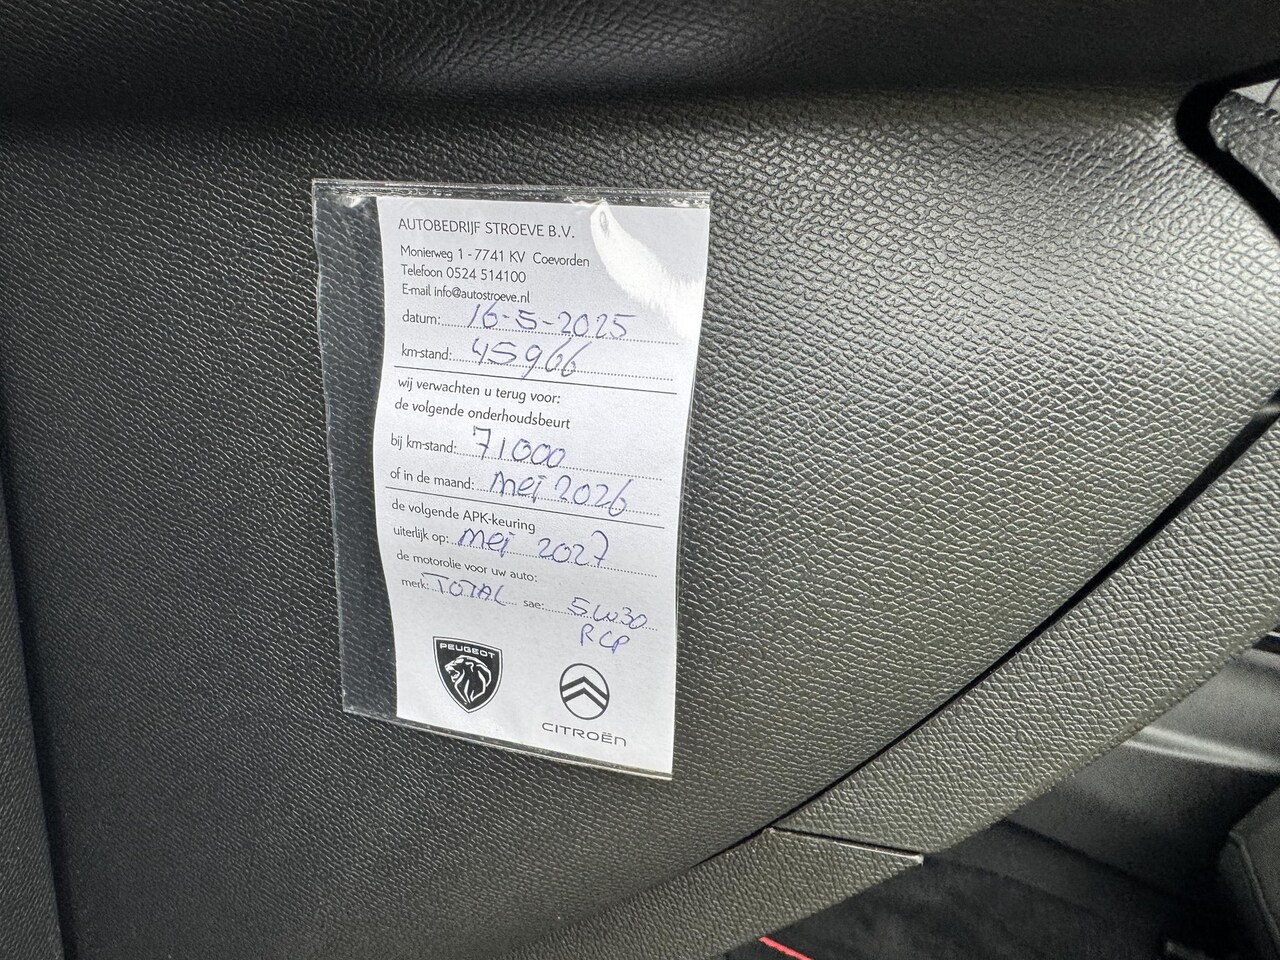 AUTOBEDRIJF STROEVE B.V.
Monierweg 1 - 7741 KV Coevorden
Telefoon 0524 514100
E-mail info@autostroeve.nl
datum: 16-5-2025
km-stand: 45966
wij verwachten u terug voor:
de volgende onderhoudsbeurt
bij km-stand: 71000
of in de maand: mei 2026
de volgende APK-keuring
uiterlijk op: mei 2027
de motorolie voor uw auto:
merk: TOTAL sae: 5W30
RCP
PEUGEOT
CITROËN